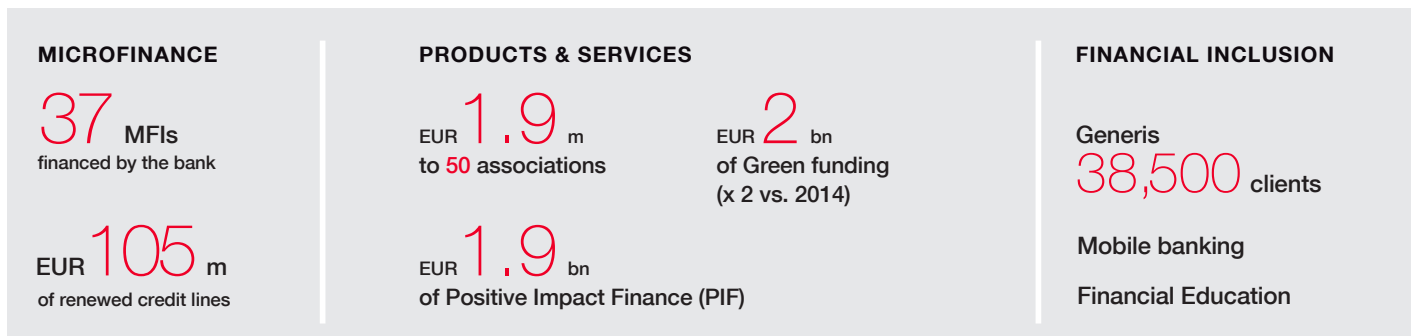 MICROFINANCE
37 MFIs
financed by the bank
EUR 105 m
of renewed credit lines
PRODUCTS & SERVICES
EUR 1.9 m
to 50 associations
EUR 2 bn
of Green funding
(x 2 vs. 2014)
EUR 1.9 bn
of Positive Impact Finance (PIF)
FINANCIAL INCLUSION
Generis
38,500 clients
Mobile banking
Financial Education